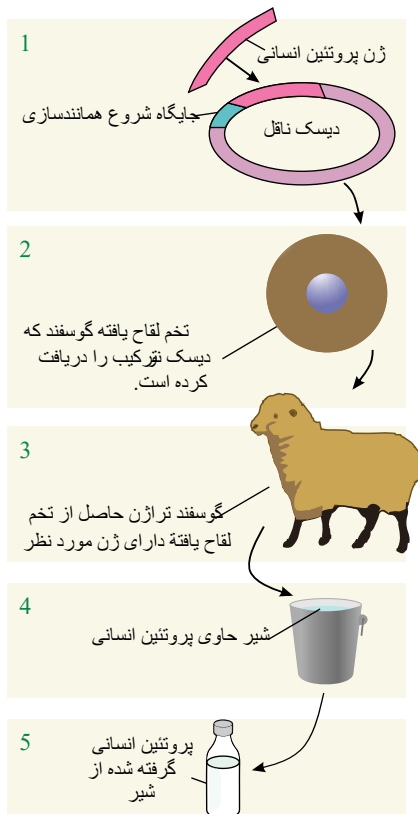 1
ژن پروتئین انسانی
جایگاه شروع همانندسازی
دیسک ناقل
2
تخم لقاح یافته گوسفند که
دیسک نوترکیب را دریافت
کرده است.
3
گوسفند تراژن حاصل از تخم
لقاح یافتة دارای ژن مورد نظر
4
شیر حاوی پروتئین انسانی
5
پروتئین انسانی
گرفته شده از
شیر